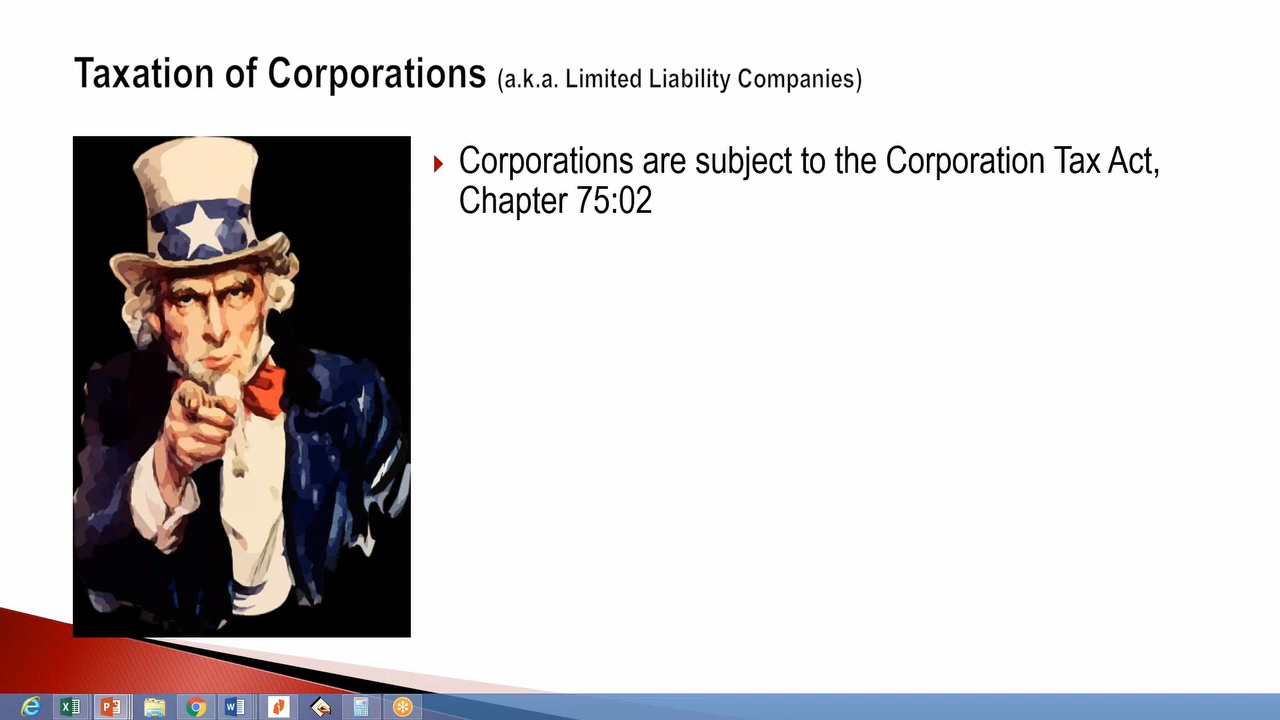 Taxation of Corporations (a.k.a. Limited Liability Companies)
Corporations are subject to the Corporation Tax Act,
Chapter 75:02